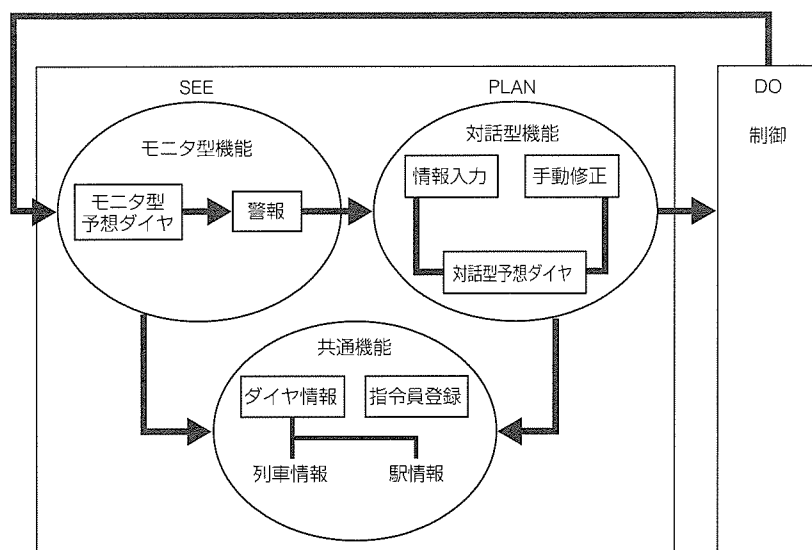 SEE
PLAN
DO
制御
モニタ型機能
モニタ型
予想ダイヤ
警報
対話型機能
情報入力
手動修正
対話型予想ダイヤ
共通機能
ダイヤ情報
指令員登録
列車情報
駅情報